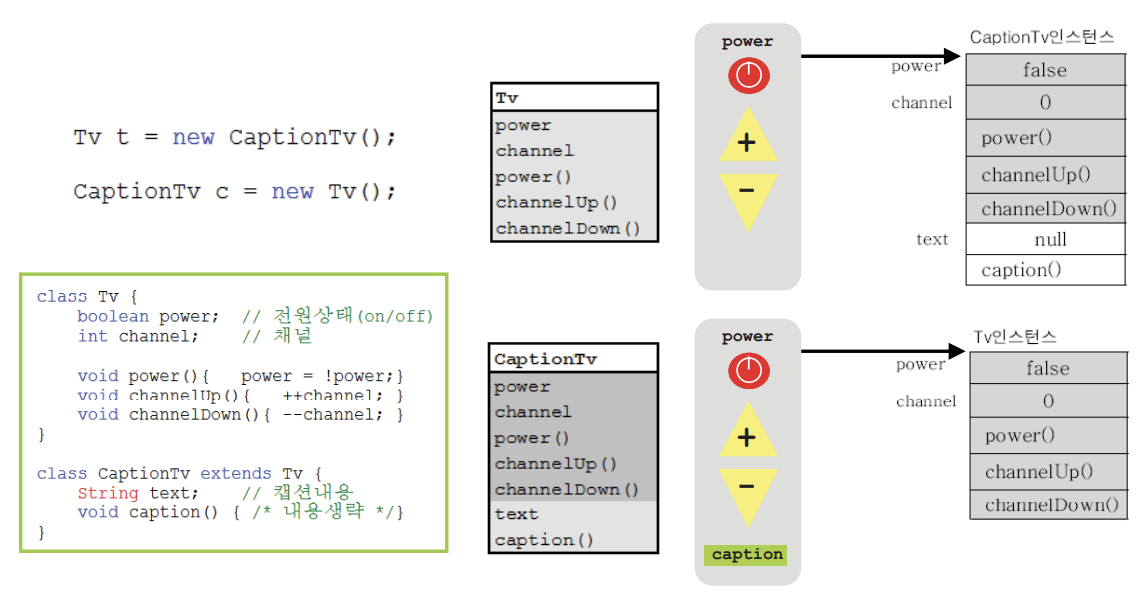 Tv t = new CaptionTv();
CaptionTv c = new Tv();
class Tv {
boolean power; // 전원상태(on/off)
int channel; // 채널
void power(){ power = !power;}
void channelUp(){ ++channel; }
void channelDown(){ --channel; }
}
class CaptionTv extends Tv {
String text; // 캡션내용
void caption() { /* 내용생략 */}
}
Tv
power
channel
power()
channelUp()
channelDown()
power
+
-
CaptionTv인스턴스
power
false
channel
0
power()
channelUp()
channelDown()
text
null
caption()
CaptionTv
power
channel
power()
channelUp()
channelDown()
text
caption()
power
+
-
caption
Tv인스턴스
power
false
channel
0
power()
channelUp()
channelDown()